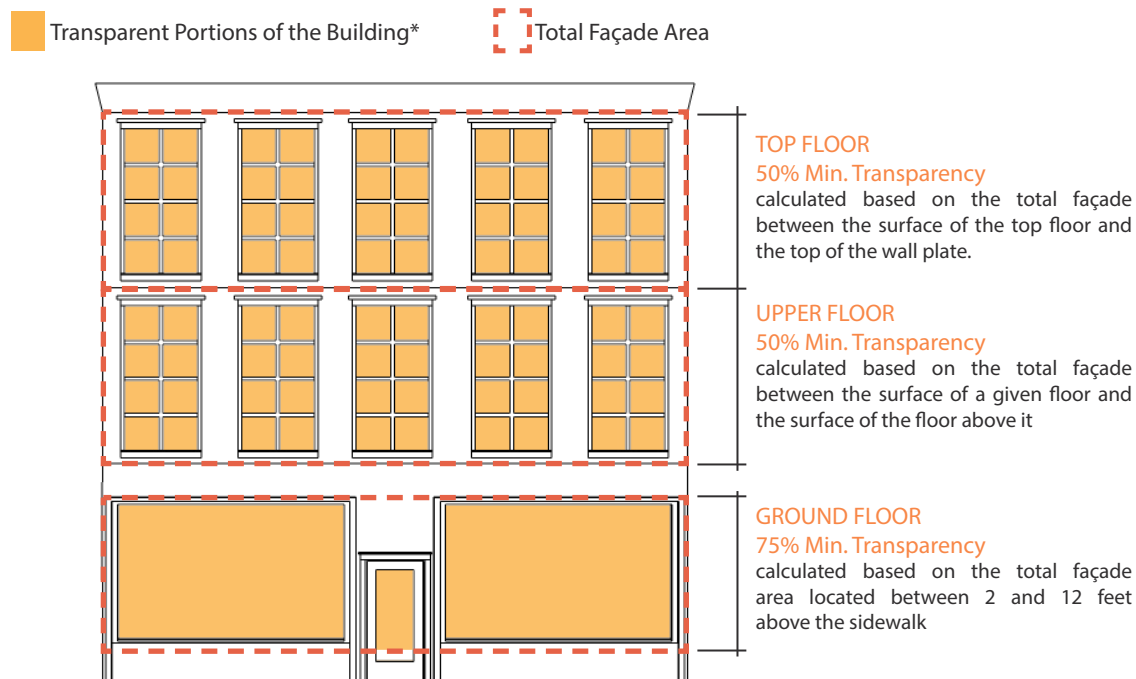 Transparent Portions of the Building*
Total Façade Area
TOP FLOOR
50% Min. Transparency
calculated based on the total façade
between the surface of the top floor and
the top of the wall plate.
UPPER FLOOR
50% Min. Transparency
calculated based on the total façade
between the surface of a given floor and
the surface of the floor above it
GROUND FLOOR
75% Min. Transparency
calculated based on the total façade
area located between 2 and 12 feet
above the sidewalk